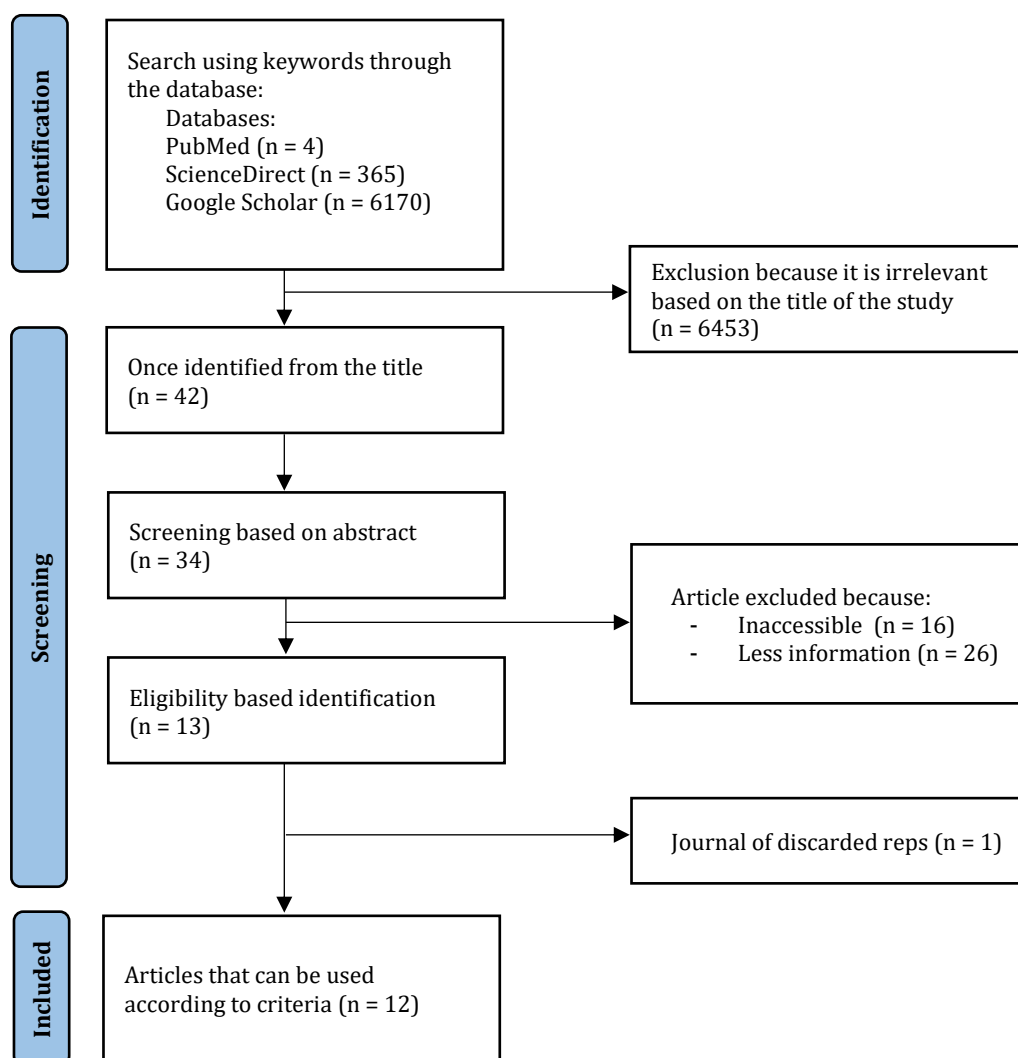 Identification
Search using keywords through
the database:
Databases:
PubMed (n = 4)
ScienceDirect (n = 365)
Google Scholar (n = 6170)
Exclusion because it is irrelevant
based on the title of the study
(n = 6453)
Screening
Once identified from the title
(n = 42)
Screening based on abstract
(n = 34)
Article excluded because:
- Inaccessible (n = 16)
- Less information (n = 26)
Eligibility based identification
(n = 13)
Journal of discarded reps (n = 1)
Included
Articles that can be used
according to criteria (n = 12)